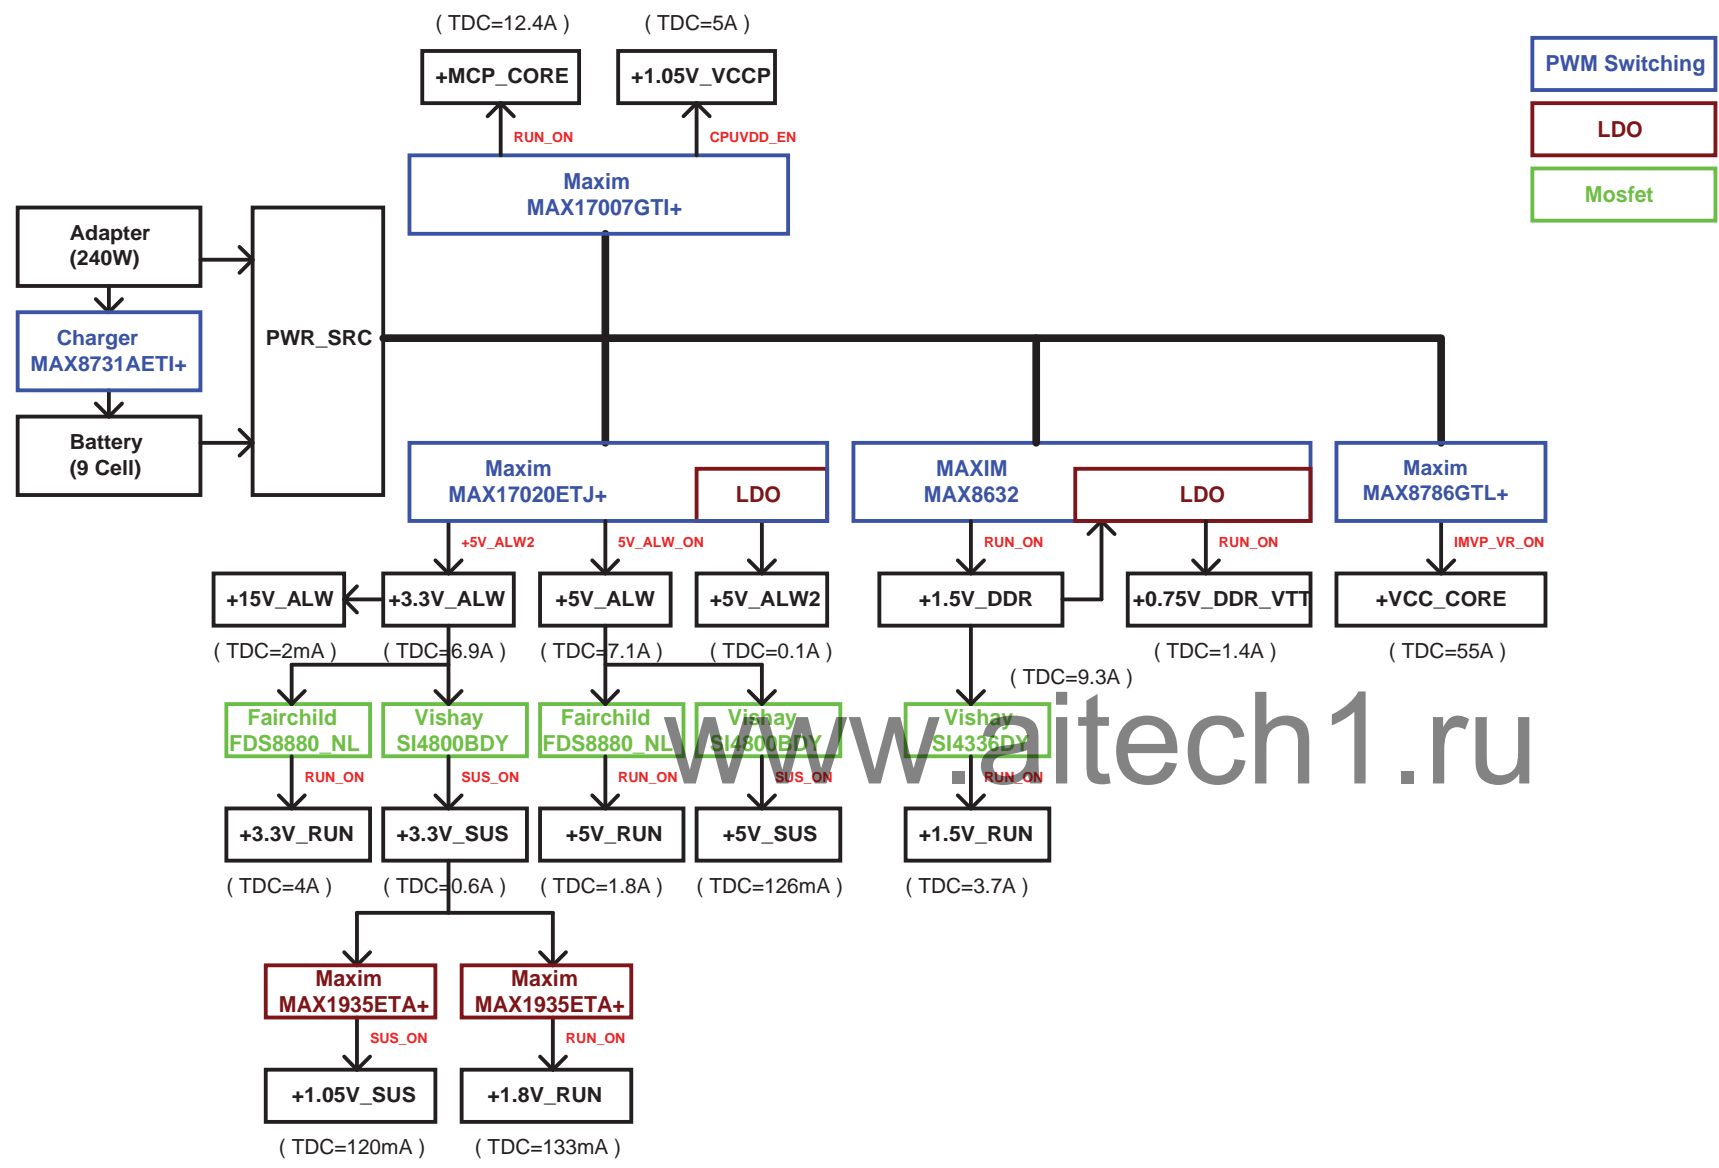 ( TDC=12.4A )
( TDC=5A )
+MCP_CORE
+1.05V_VCCP
PWM Switching
LDO
Mosfet
RUN_ON
CPUVDD_EN
Maxim
MAX17007GTI+
Adapter
(240W)
Charger
MAX8731AETI+
Battery
(9 Cell)
PWR_SRC
Maxim
MAX17020ETJ+
LDO
MAXIM
MAX8632
LDO
Maxim
MAX8786GTL+
+5V_ALW2
5V_ALW_ON
RUN_ON
RUN_ON
IMVP_VR_ON
+15V_ALW
+3.3V_ALW
+5V_ALW
+5V_ALW2
+1.5V_DDR
+0.75V_DDR_VTT
+VCC_CORE
( TDC=2mA )
( TDC=6.9A )
( TDC=7.1A )
( TDC=0.1A )
( TDC=9.3A )
( TDC=1.4A )
( TDC=55A )
Fairchild
FDS8880_NL
Vishay
SI4800BDY
Fairchild
FDS8880_NL
Vishay
SI4800BDY
Vishay
SI4336DY
www.aitech1.ru
RUN_ON
SUS_ON
RUN_ON
SUS_ON
RUN_ON
+3.3V_RUN
+3.3V_SUS
+5V_RUN
+5V_SUS
+1.5V_RUN
( TDC=4A )
( TDC=0.6A )
( TDC=1.8A )
( TDC=126mA )
( TDC=3.7A )
Maxim
MAX1935ETA+
Maxim
MAX1935ETA+
SUS_ON
RUN_ON
+1.05V_SUS
+1.8V_RUN
( TDC=120mA )
( TDC=133mA )